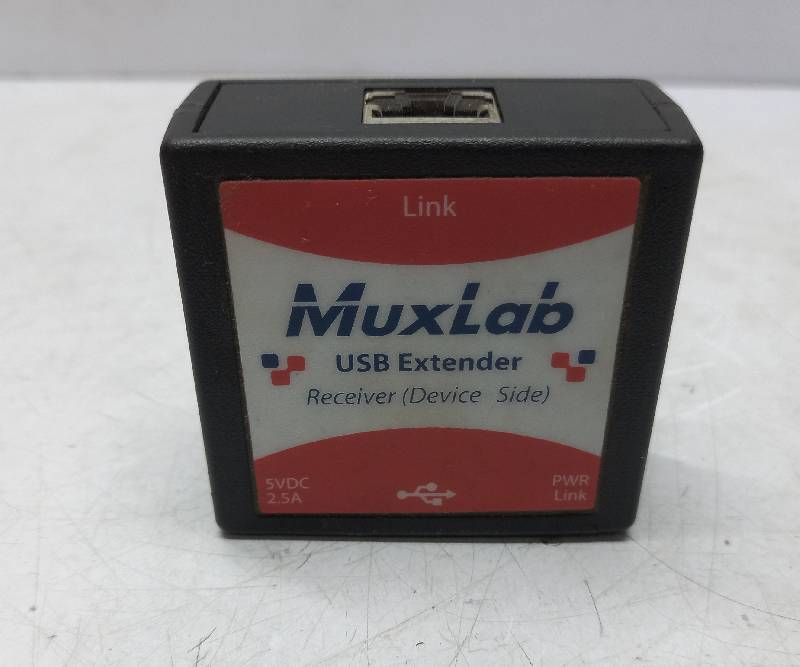 Link
MuxLab
USB Extender
Receiver (Device Side)
5VDC
2.5A
PWR
Link